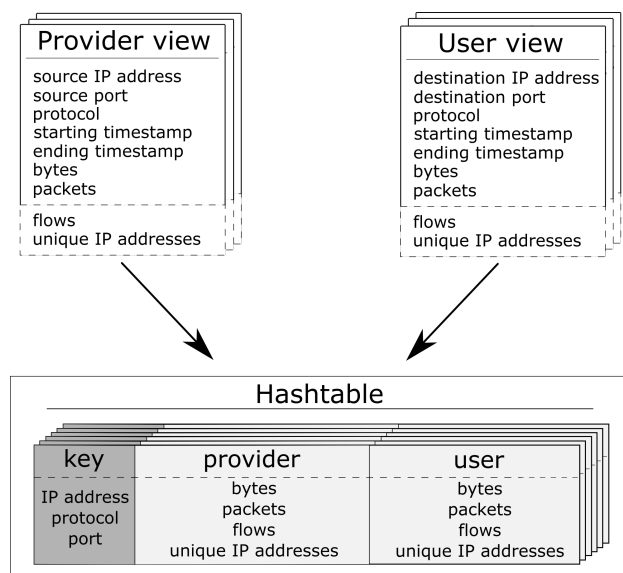 Provider view
source IP address
source port
protocol
starting timestamp
ending timestamp
bytes
packets
flows
unique IP addresses
User view
destination IP address
destination port
protocol
starting timestamp
ending timestamp
bytes
packets
flows
unique IP addresses
Hashtable
key
IP address
protocol
port
provider
bytes
packets
flows
unique IP addresses
user
bytes
packets
flows
unique IP addresses